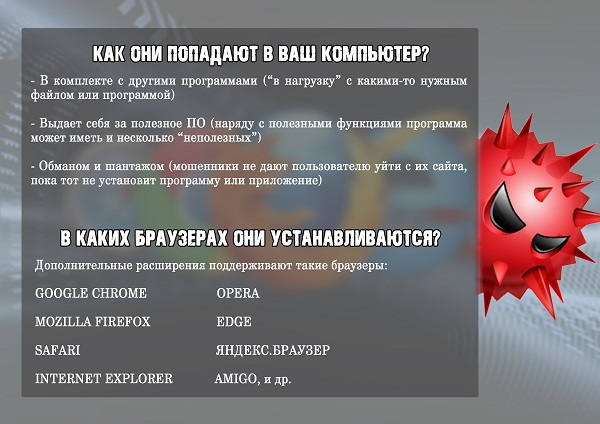 КАК ОНИ ПОПАДАЮТ В ВАШ КОМПЬЮТЕР?
- В комплекте с другими программами (“в нагрузку” с какими-то нужным
файлом или программой)
- Выдает себя за полезное ПО (наряду с полезными функциями программа
может иметь и несколько “неполезных”)
- Обманом и шантажом (мошенники не дают пользователю уйти с их сайта,
пока тот не установит программу или приложение)
В КАКИХ БРАУЗЕРАХ ОНИ УСТАНАВЛИВАЮТСЯ?
Дополнительные расширения поддерживают такие браузеры:
GOOGLE CHROME OPERA
MOZILLA FIREFOX EDGE
SAFARI ЯНДЕКС.БРАУЗЕР
INTERNET EXPLORER AMIGO, и др.